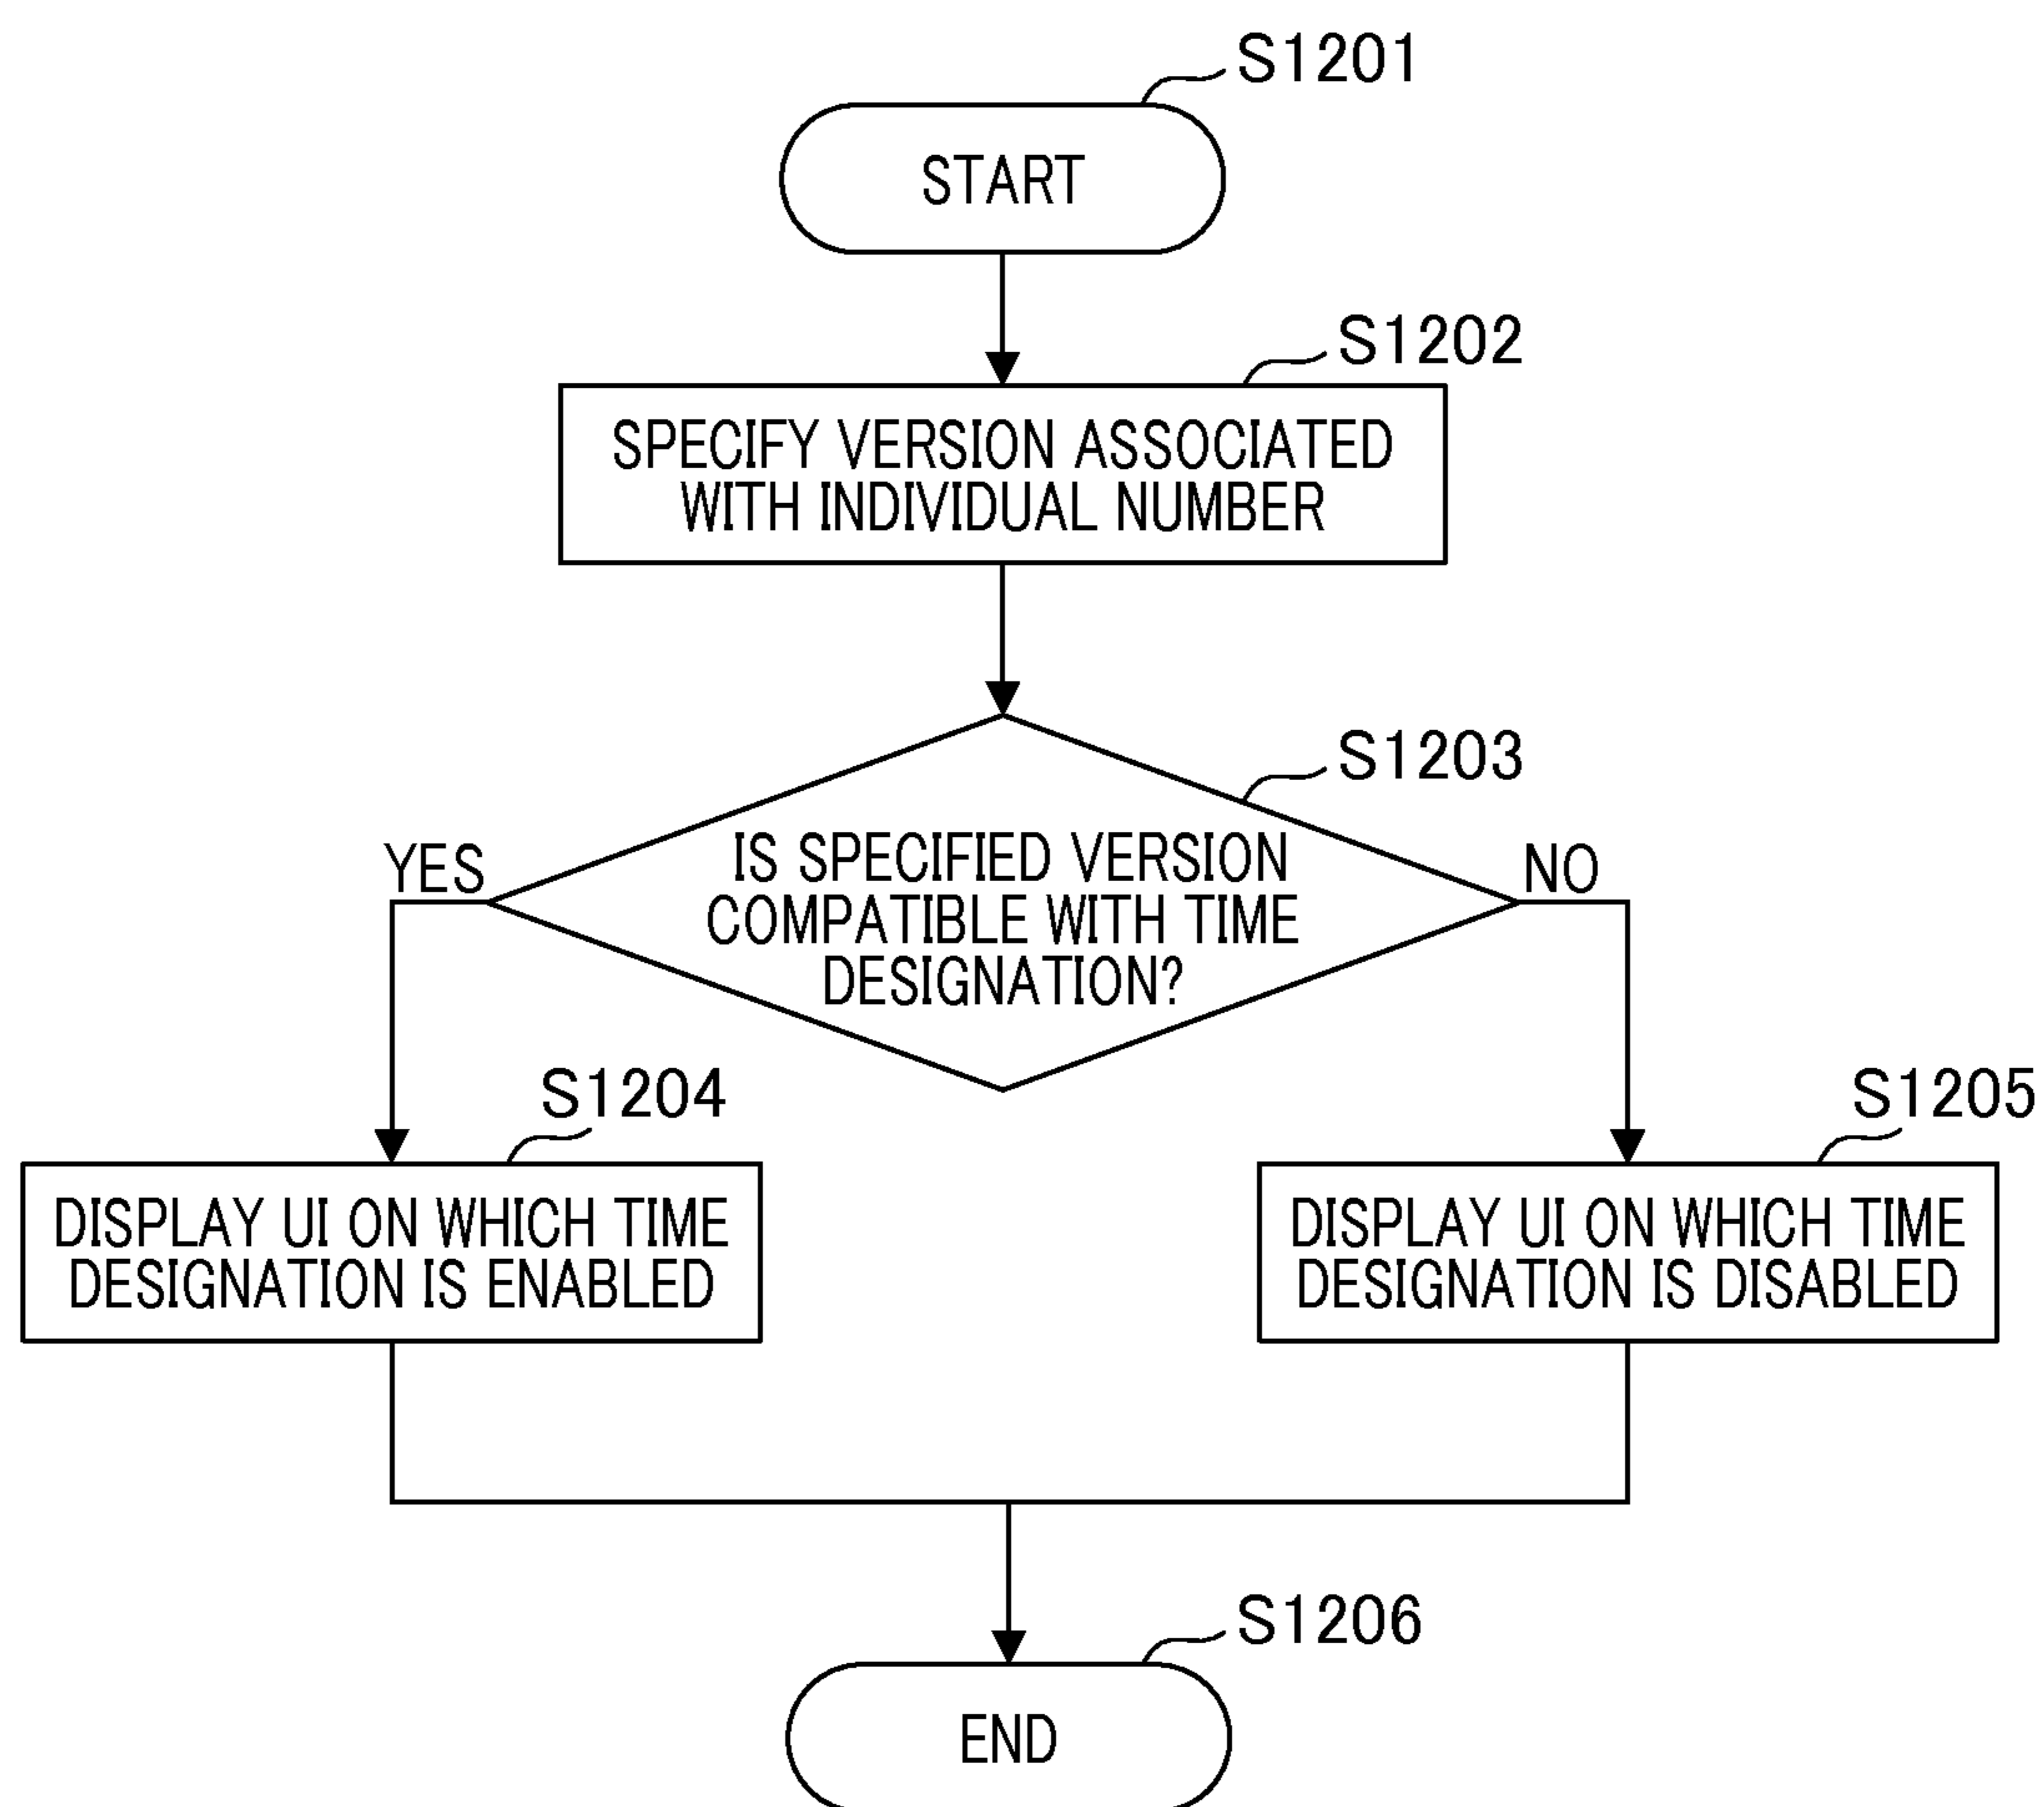 S1201
START
S1202
SPECIFY VERSION ASSOCIATED
WITH INDIVIDUAL NUMBER
S1203
IS SPECIFIED VERSION
COMPATIBLE WITH TIME
DESIGNATION?
YES
NO
S1204
DISPLAY UI ON WHICH TIME
DESIGNATION IS ENABLED
S1205
DISPLAY UI ON WHICH TIME
DESIGNATION IS DISABLED
S1206
END